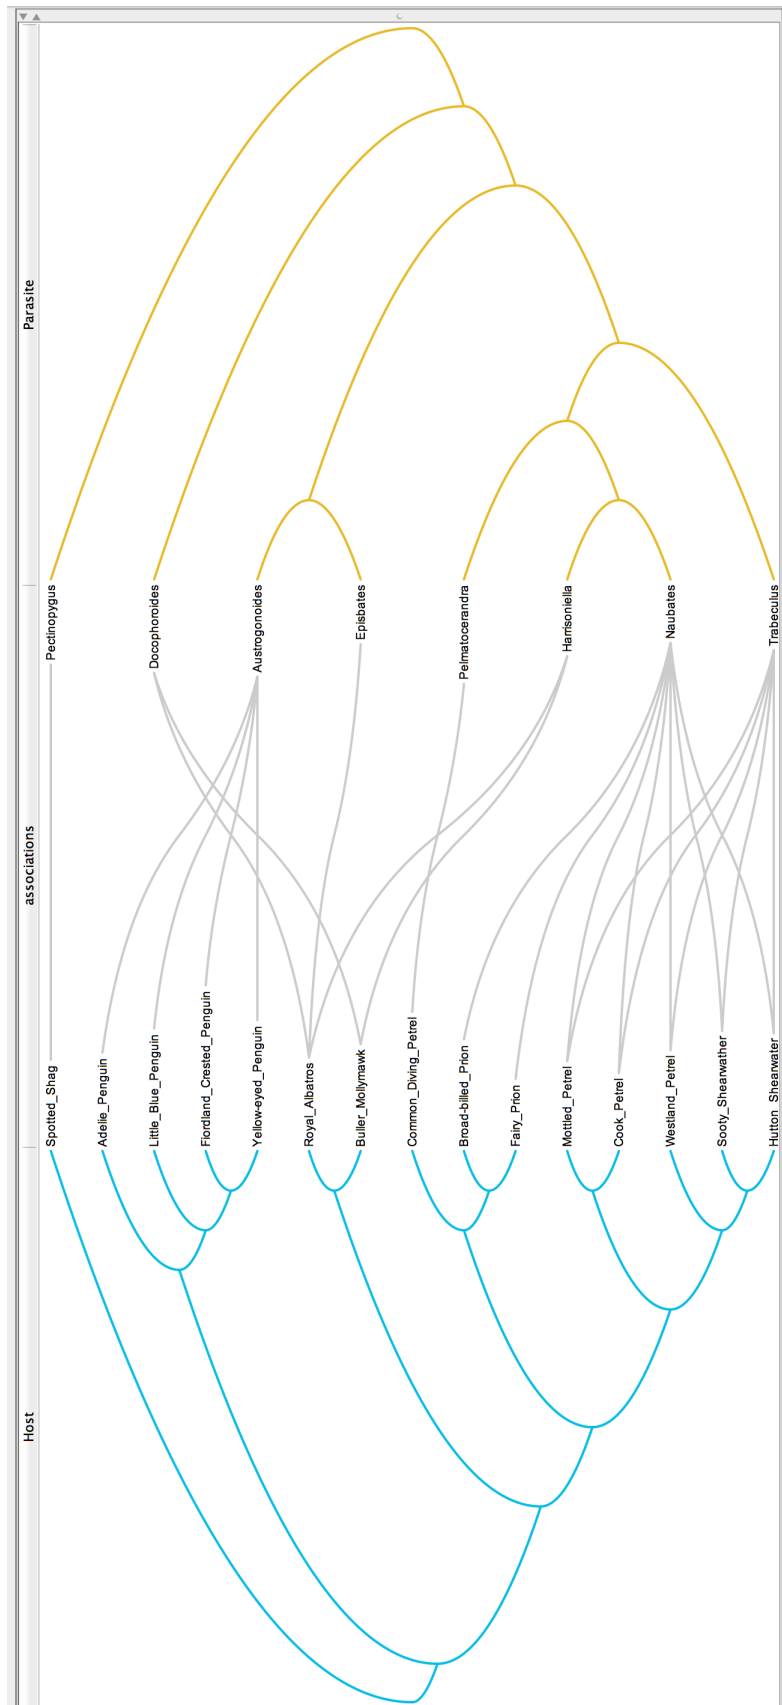 Parasite
associations
Host
Pectinopygus
Docophoroides
Austrogonoides
Episbates
Pelmatocerandra
Harrisoniella
Naubates
Trabeculus
Spotted_Shag
Adelie_Penguin
Little_Blue_Penguin
Fiordland_Crested_Penguin
Yellow-eyed_Penguin
Royal_Albatros
Buller_Mollymawk
Common_Diving_Petrel
Broad-billed_Prion
Fairy_Prion
Mottled_Petrel
Cook_Petrel
Westland_Petrel
Sooty_Shearwather
Hutton_Shearwater